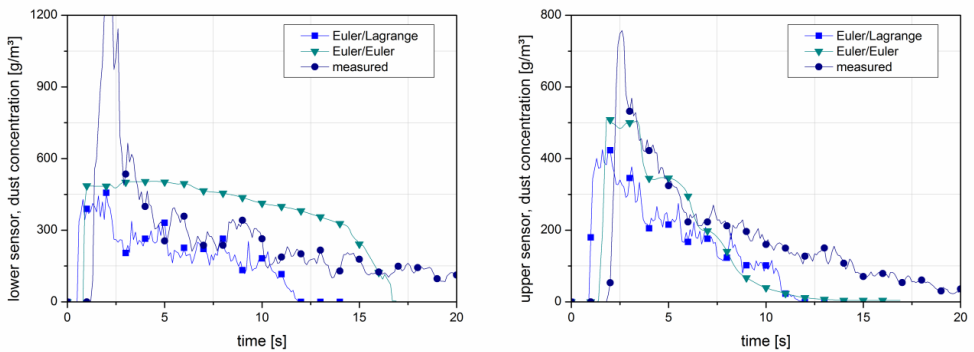 1200
900
600
300
0
0
5
10
15
20
lower sensor, dust concentration [g/m³]
time [s]
Euler/Lagrange
Euler/Euler
measured
800
600
400
200
0
0
5
10
15
20
upper sensor, dust concentration [g/m³]
time [s]
Euler/Lagrange
Euler/Euler
measured